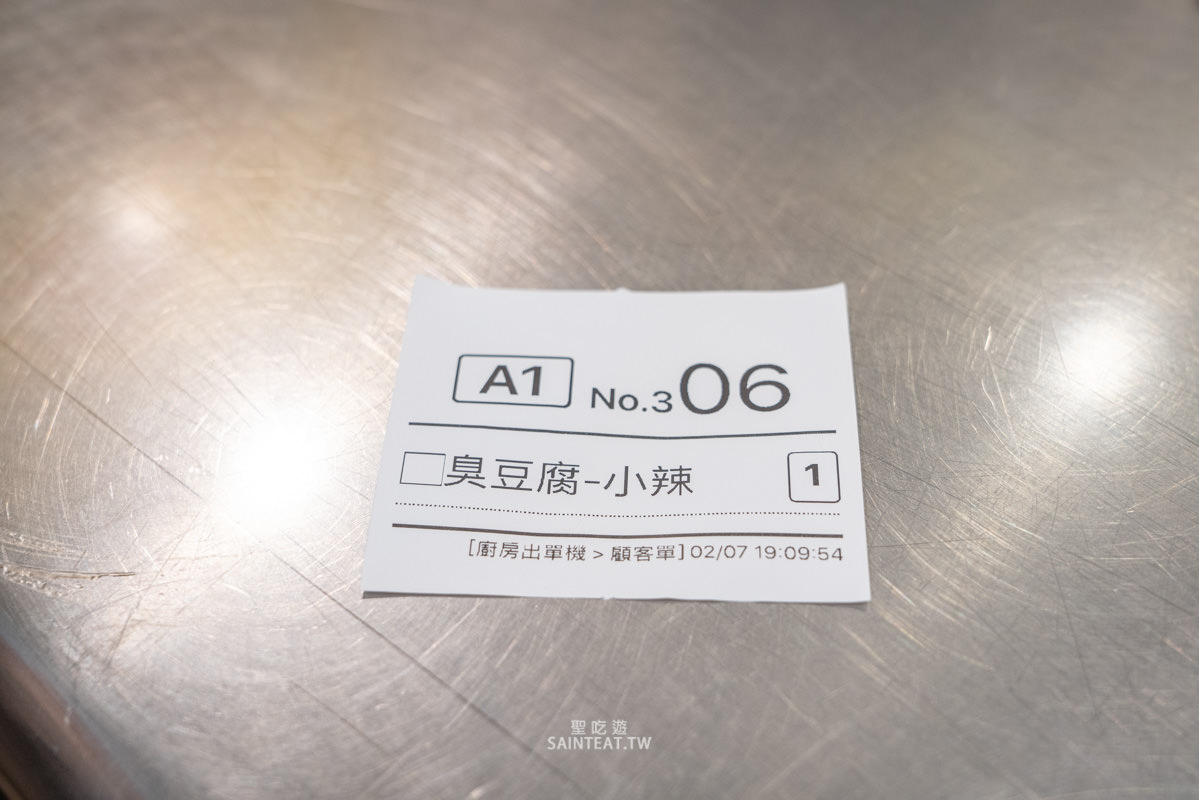 A1 No.306
臭豆腐-小辣 1
[廚房出單機 > 顧客單] 02/07 19:09:54
聖吃遊
SAINTEAT.TW